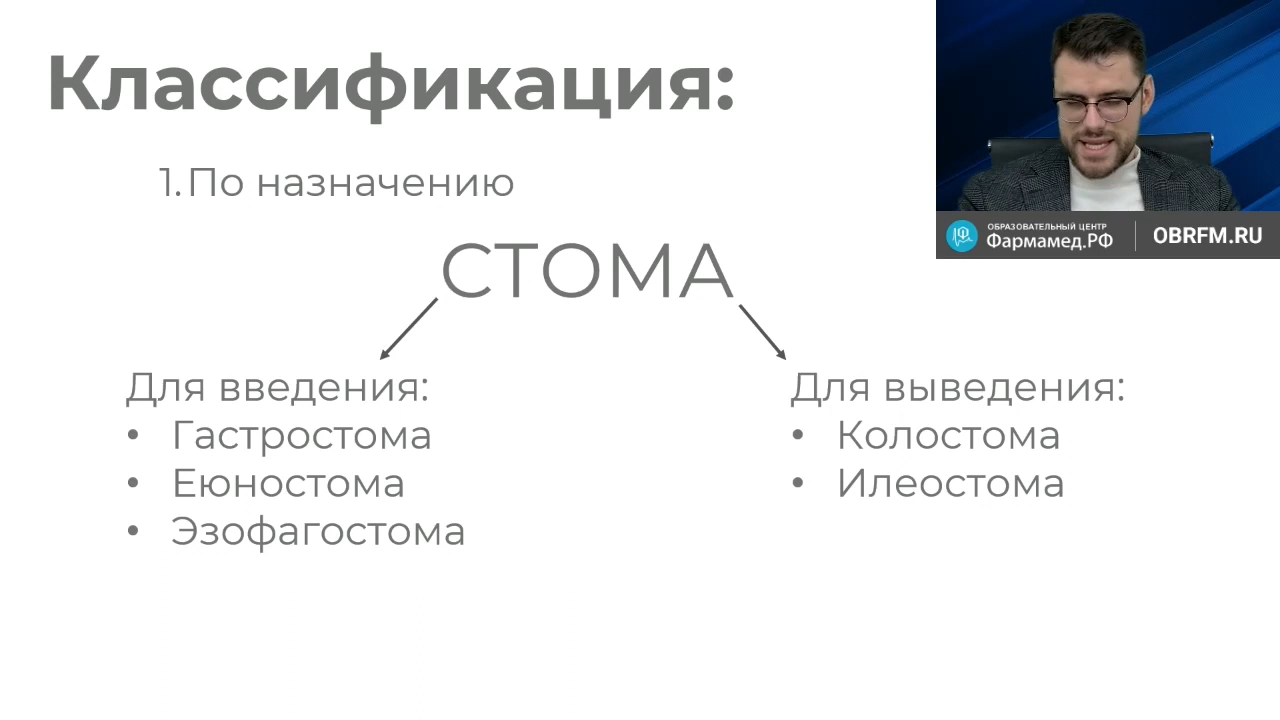 Классификация:
1. По назначению
СТОМА
Для введения:
• Гастростома
• Еюностома
• Эзофагостома
Для выведения:
• Колостома
• Илеостома
ОБРАЗОВАТЕЛЬНЫЙ ЦЕНТР
Фармамед.РФ
OBRFM.RU